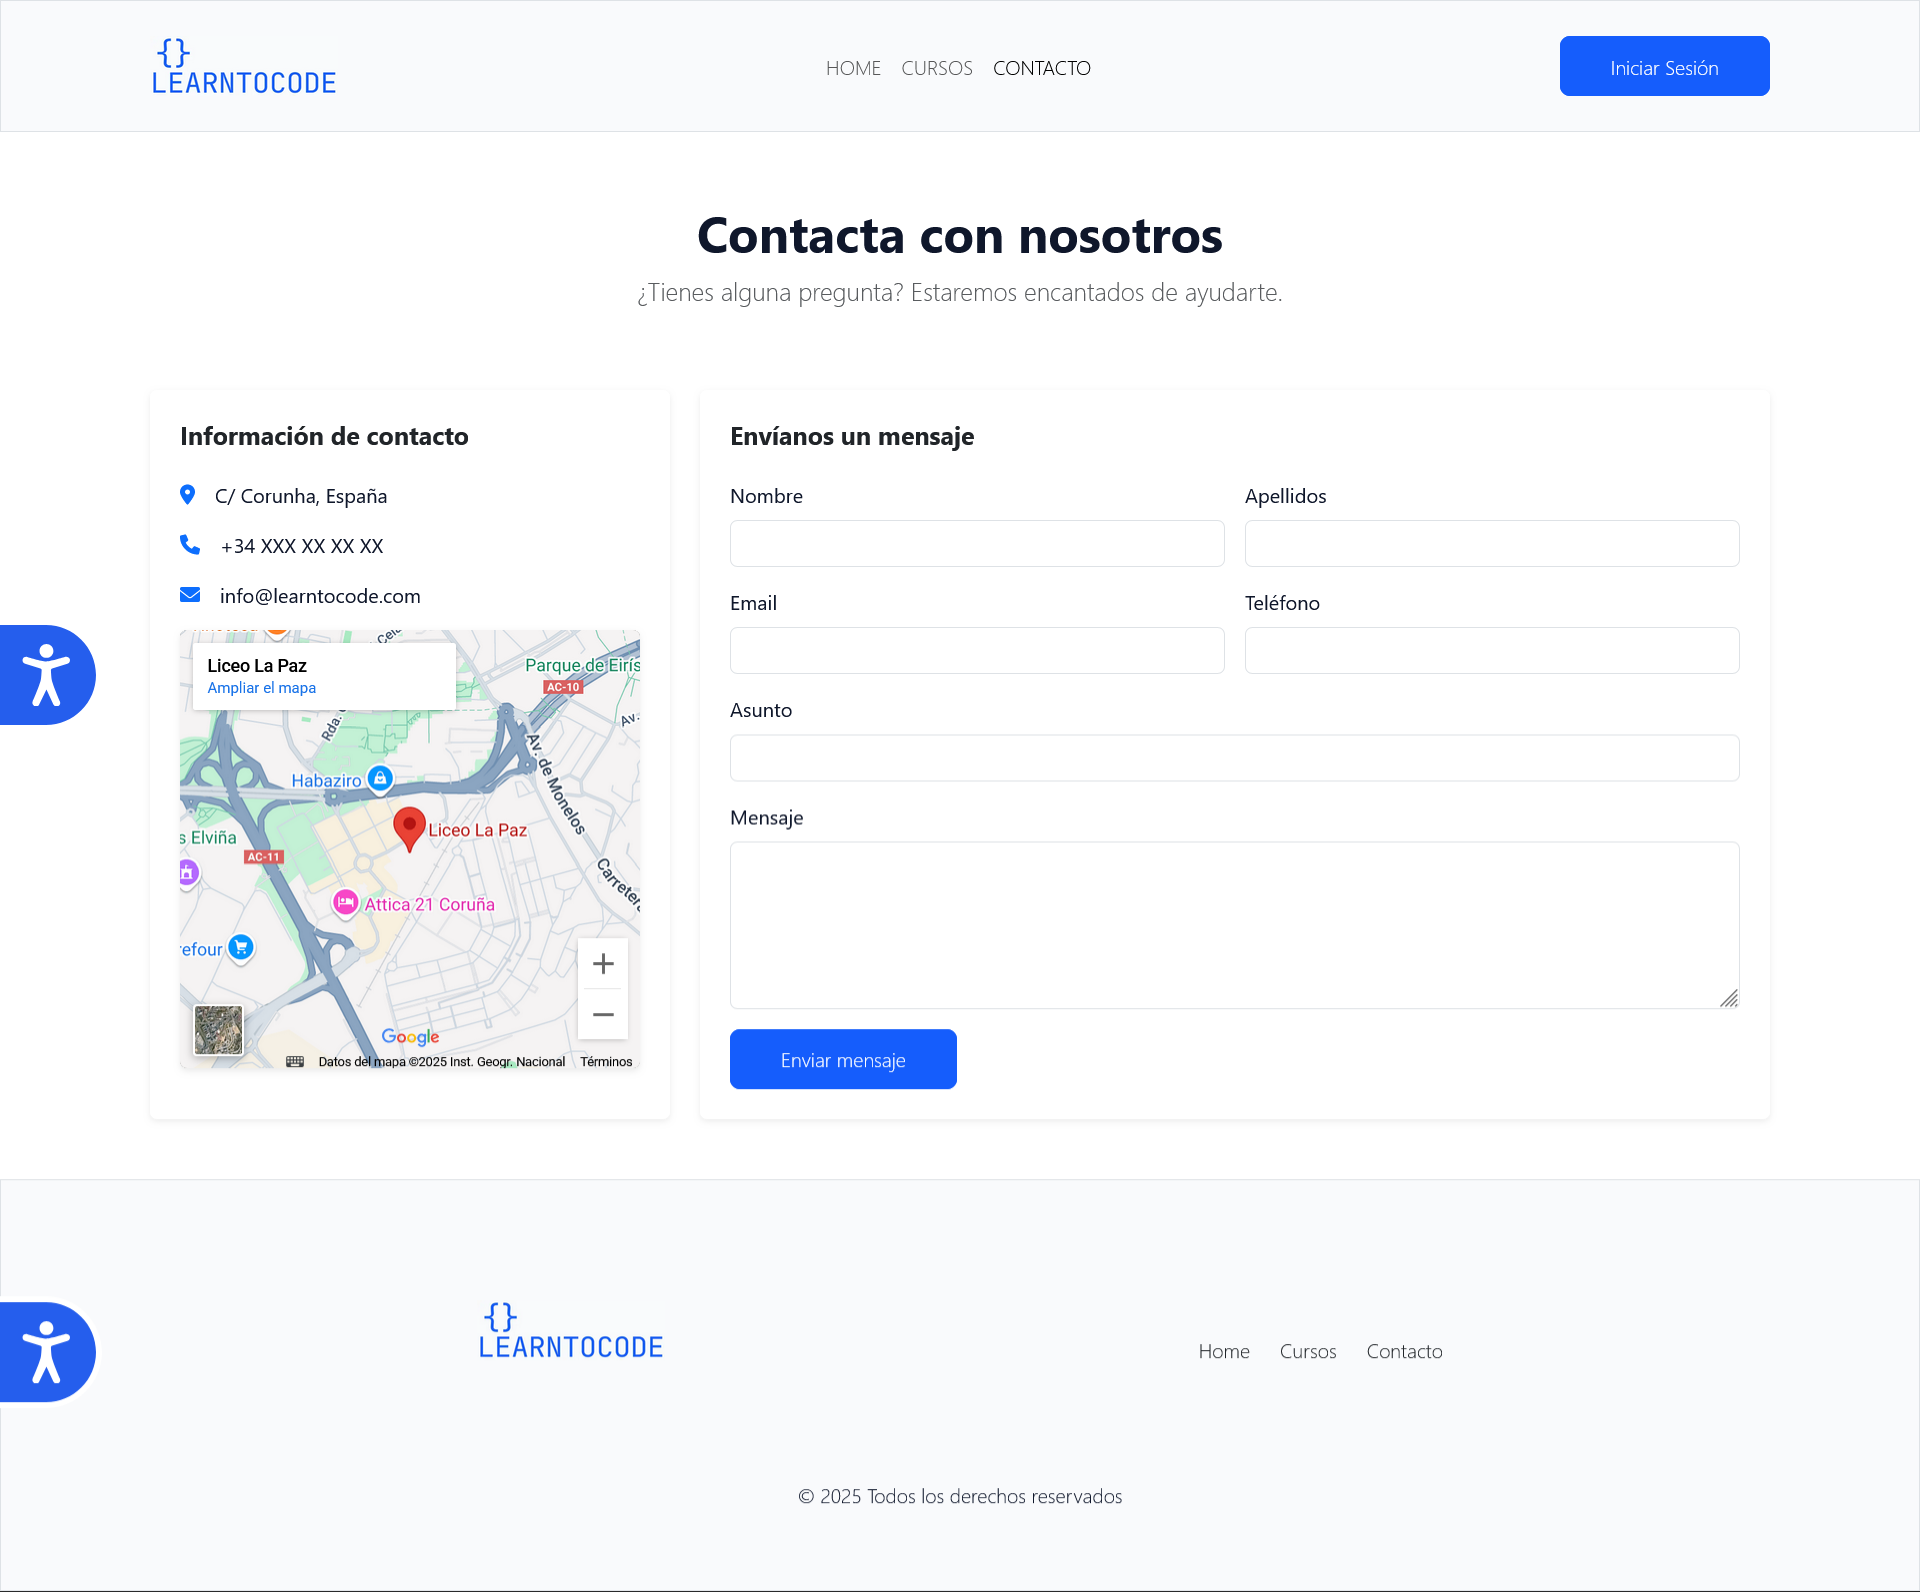 {}
LEARNTOCODE
HOME CURSOS CONTACTO
Iniciar Sesión
Contacta con nosotros
¿Tienes alguna pregunta? Estaremos encantados de ayudarte.
Información de contacto
C/ Corunha, España
+34 XXX XX XX XX
info@learntocode.com
Liceo La Paz
Ampliar el mapa
Parque de Eirís
AC-10
Rda.
Av.
Av. de Monelos
Habaziro
Liceo La Paz
s Elviña
AC-11
Carretera
Attica 21 Coruña
refour
Google
Datos del mapa ©2025 Inst. Geogr. Nacional Términos
Envíanos un mensaje
Nombre
Apellidos
Email
Teléfono
Asunto
Mensaje
Enviar mensaje
{}
LEARNTOCODE
Home Cursos Contacto
© 2025 Todos los derechos reservados